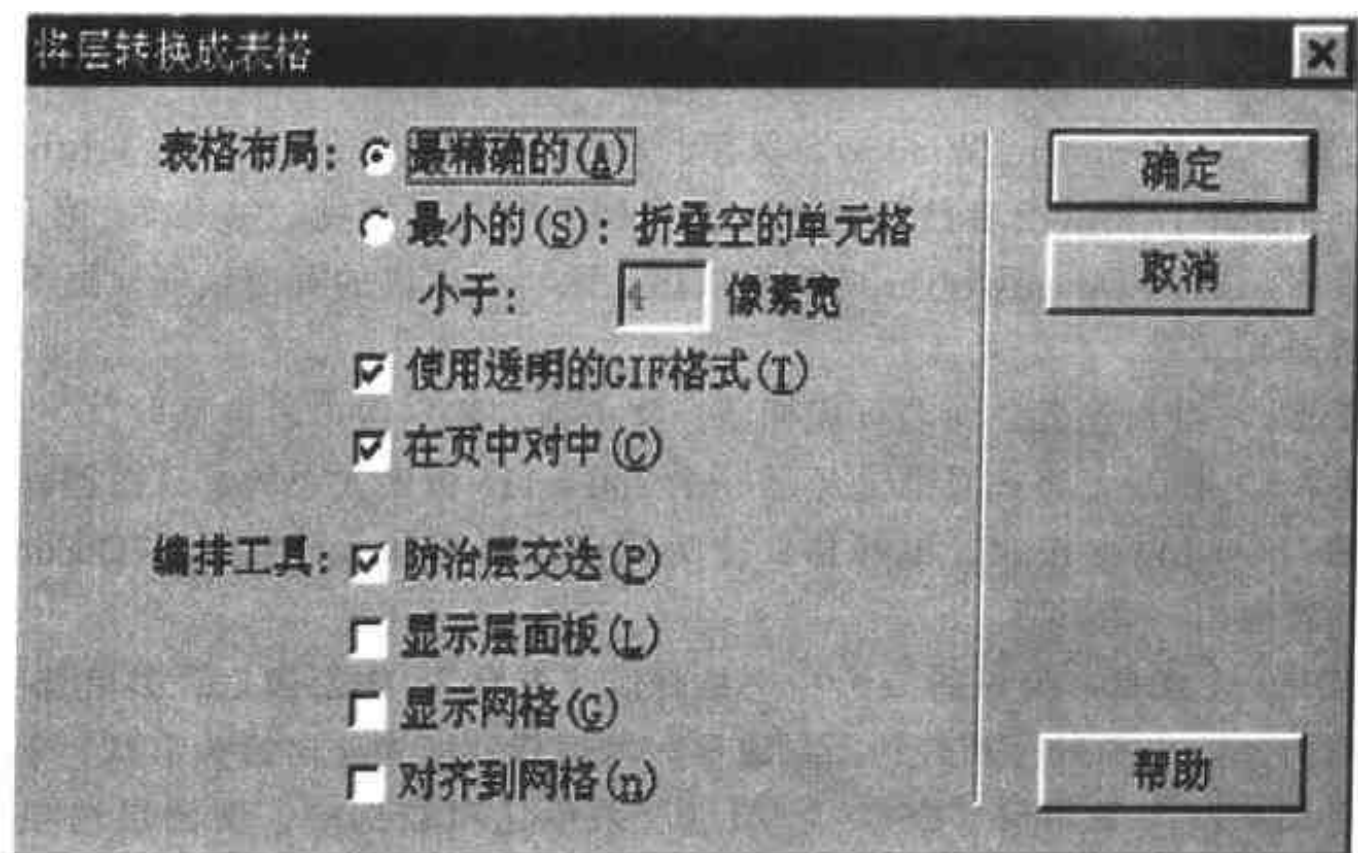 将层转换成表格
表格布局: 最精确的(A)
最小的(S): 折叠空的单元格
小于: 4 像素宽
使用透明的GIF格式(T)
在页中对中(C)
编排工具: 防治层交迭(P)
显示层面板(L)
显示网格(G)
对齐到网格(n)
确定
取消
帮助